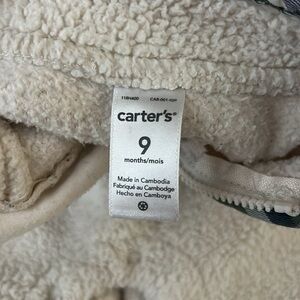 carter's®
9
months/mois
Made in Cambodia
Fabriqué au Cambodge
Hecho en Camboya